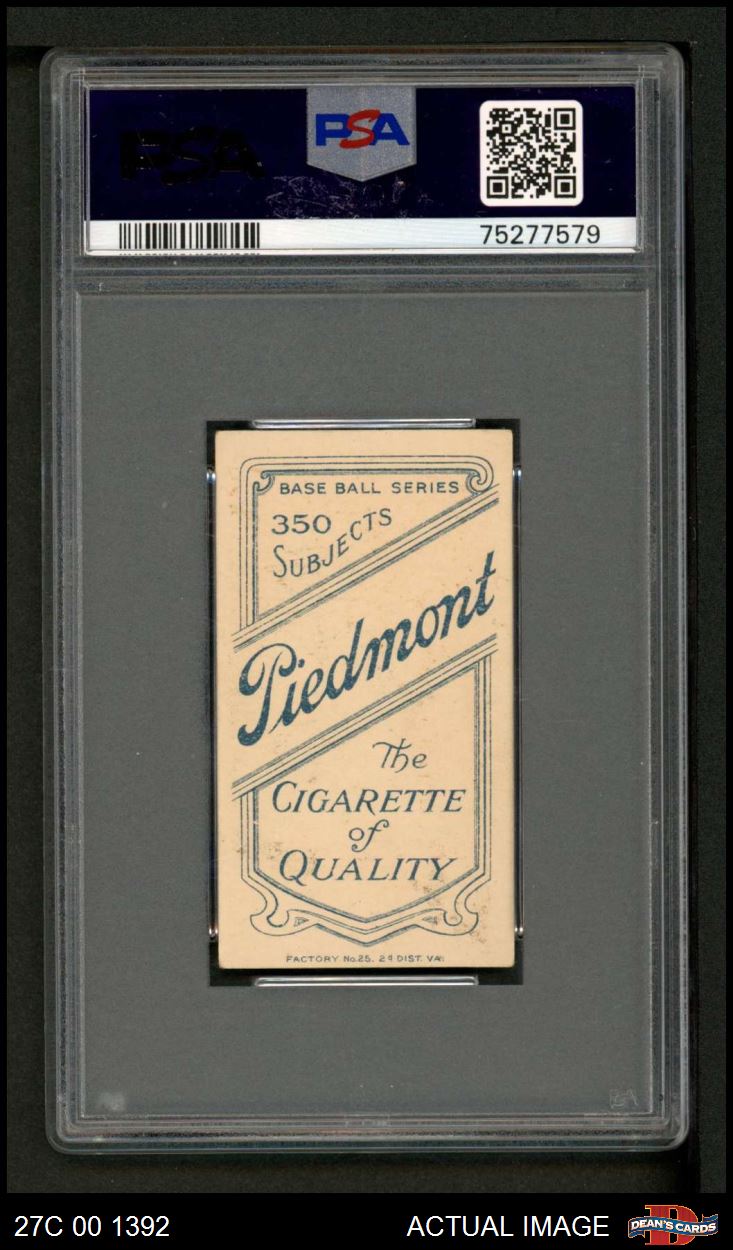 PSA
PSA
75277579
BASE BALL SERIES
350
SUBJECTS
Piedmont
The
CIGARETTE
of
QUALITY
FACTORY No.25. 2d DIST. VA.
27C 00 1392
ACTUAL IMAGE
D
DEAN'S CARDS